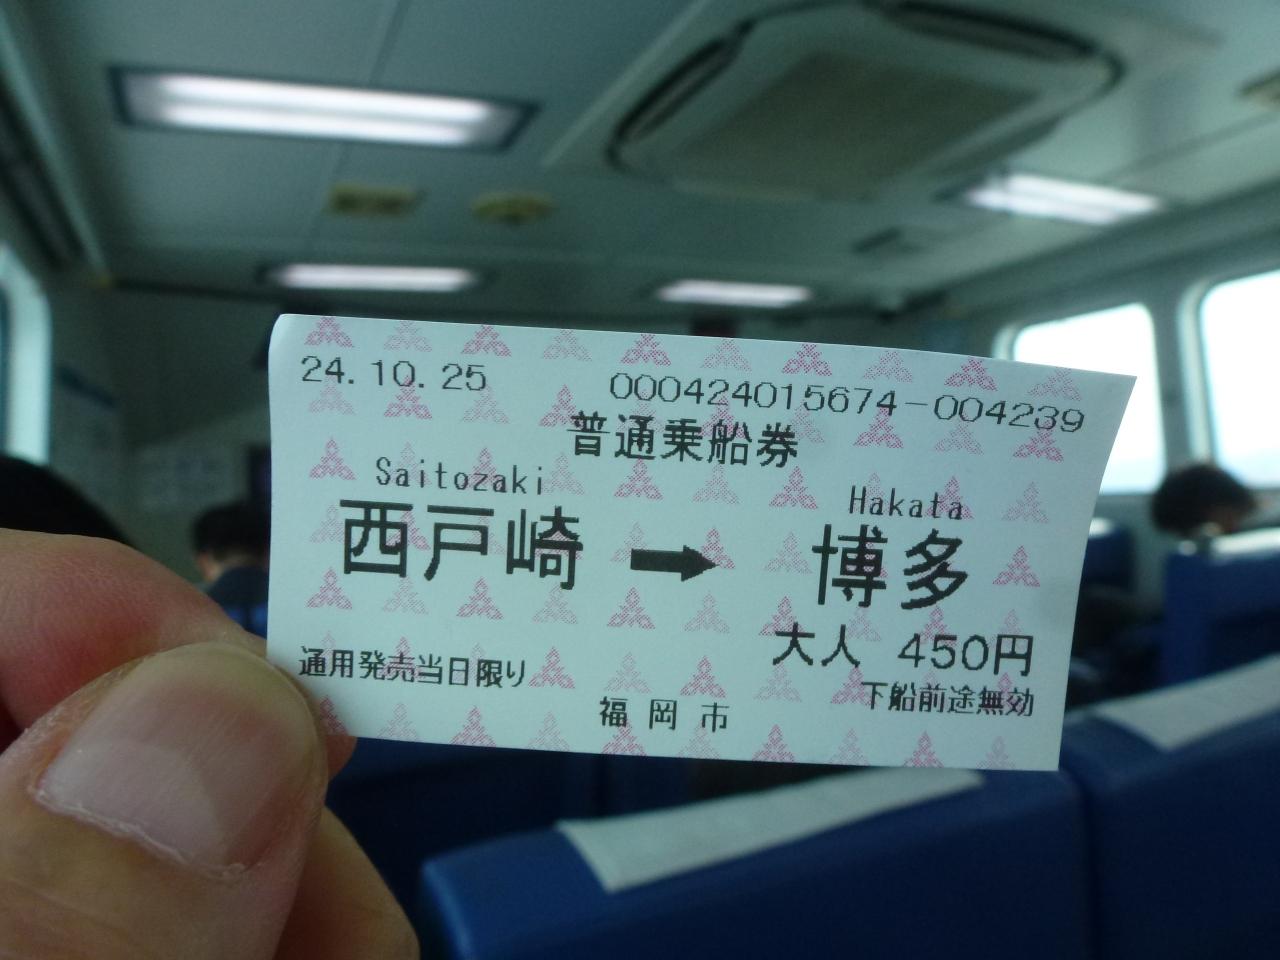 24.10.25 000424015674-004239
普通乗船券
Saitozaki Hakata
西戸崎 ➡ 博多
大人 450円
通用発売当日限り 下船前途無効
福岡市